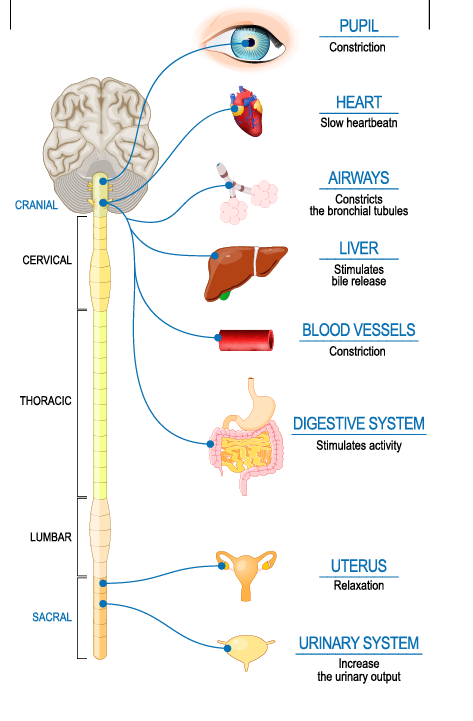 PUPIL
Constriction
HEART
Slow heartbeatn
AIRWAYS
Constricts
the bronchial tubules
CRANIAL
LIVER
Stimulates
bile release
CERVICAL
BLOOD VESSELS
Constriction
THORACIC
DIGESTIVE SYSTEM
Stimulates activity
LUMBAR
UTERUS
Relaxation
SACRAL
URINARY SYSTEM
Increase
the urinary output